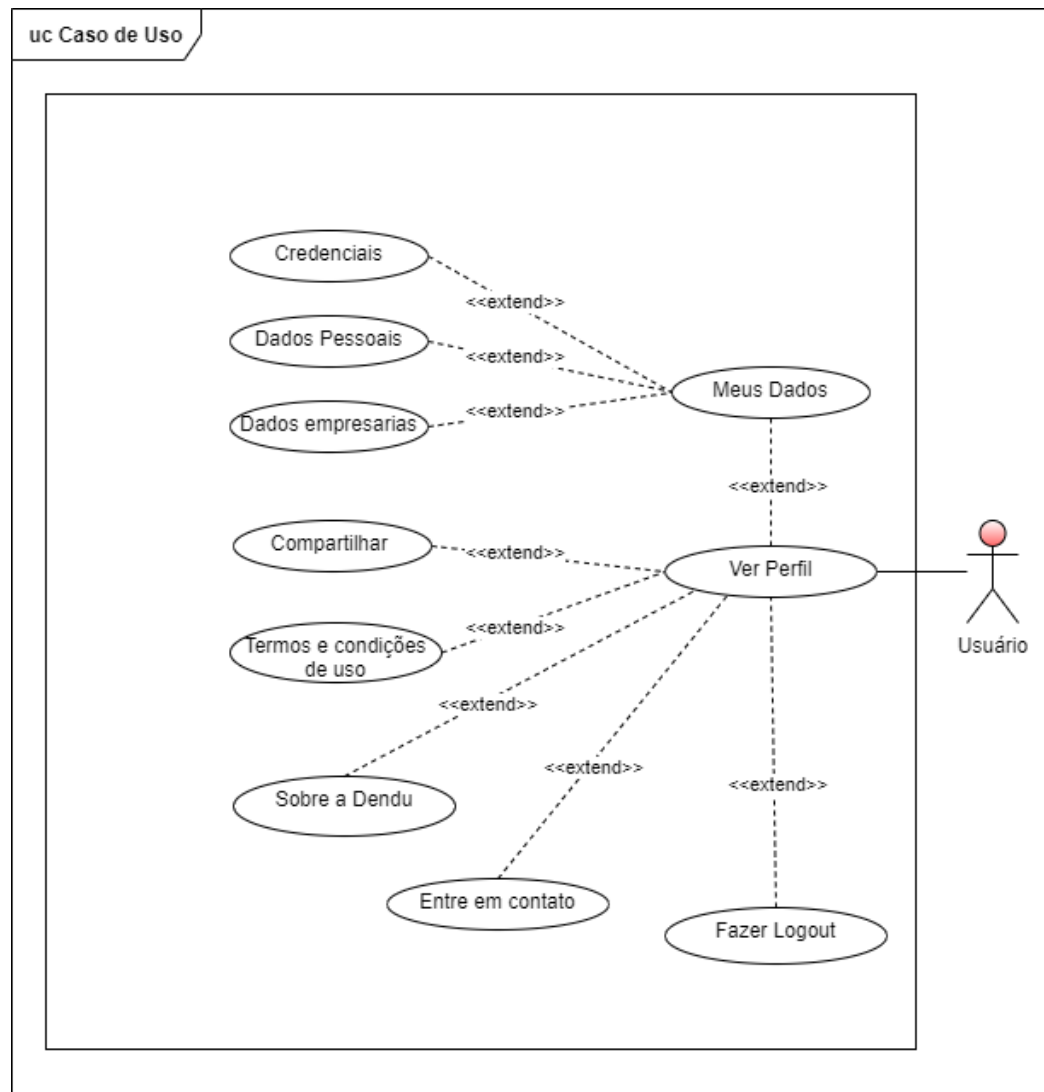 uc Caso de Uso
Credenciais
<<extend>>
Dados Pessoais
<<extend>>
Meus Dados
Dados empresarias
<<extend>>
<<extend>>
Compartilhar
<<extend>>
Ver Perfil
Termos e condições
de uso
<<extend>>
Usuário
<<extend>>
Sobre a Dendu
<<extend>>
<<extend>>
Entre em contato
Fazer Logout